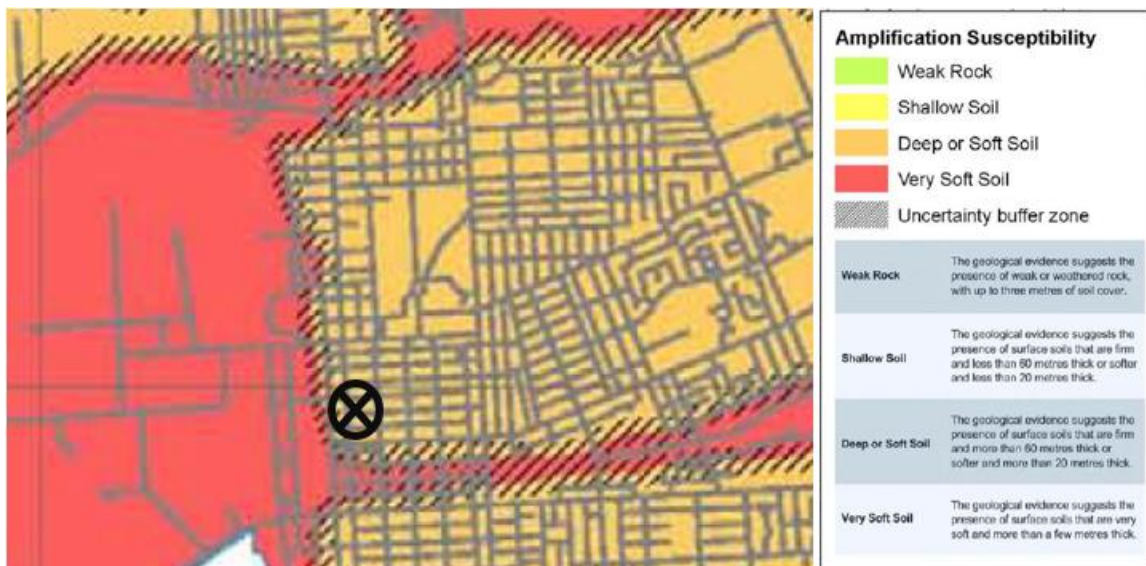 Amplification Susceptibility
Weak Rock
Shallow Soil
Deep or Soft Soil
Very Soft Soil
Uncertainty buffer zone
Weak Rock
The geological evidence suggests the
presence of weak or weathered rock,
with up to three metres of soil cover.
Shallow Soil
The geological evidence suggests the
presence of surface soils that are firm
and less than 60 metres thick or softer
and less than 20 metres thick.
Deep or Soft Soil
The geological evidence suggests the
presence of surface soils that are firm
and more than 60 metres thick or
softer and more than 20 metres thick.
Very Soft Soil
The geological evidence suggests the
presence of surface soils that are very
soft and more than a few metres thick.